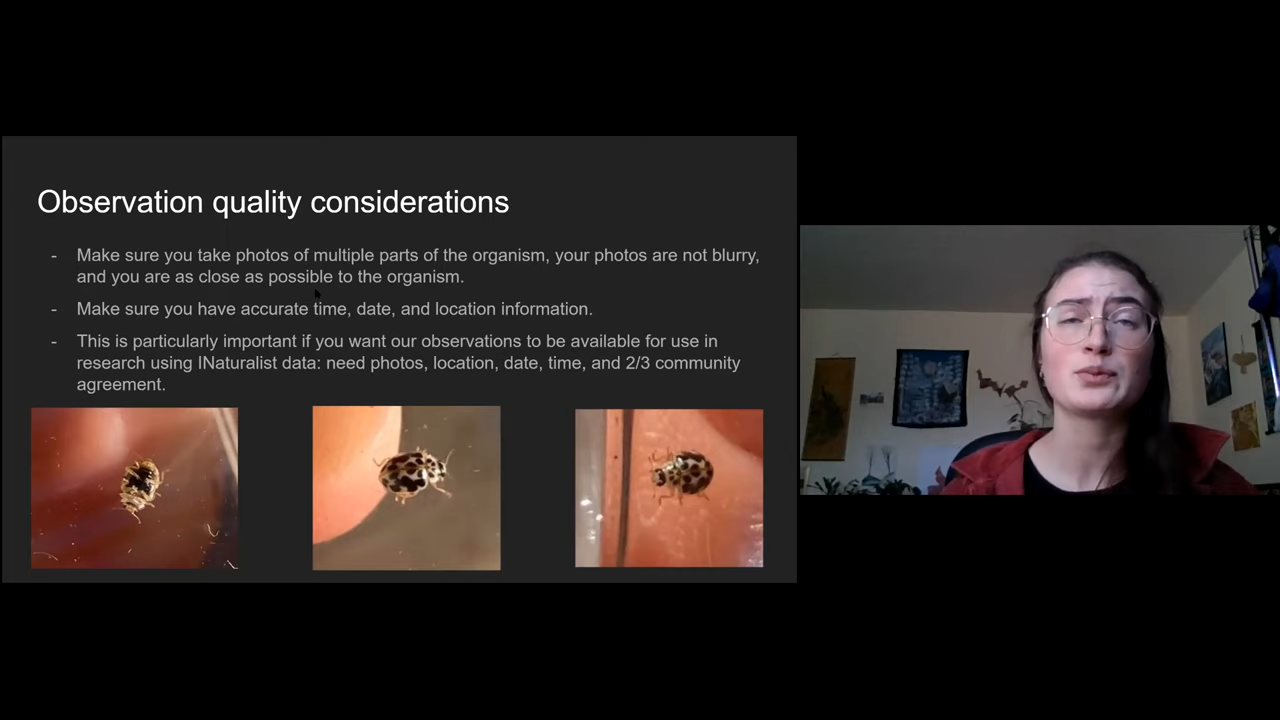 Observation quality considerations
- Make sure you take photos of multiple parts of the organism, your photos are not blurry,
and you are as close as possible to the organism.
- Make sure you have accurate time, date, and location information.
- This is particularly important if you want our observations to be available for use in
research using INaturalist data: need photos, location, date, time, and 2/3 community
agreement.